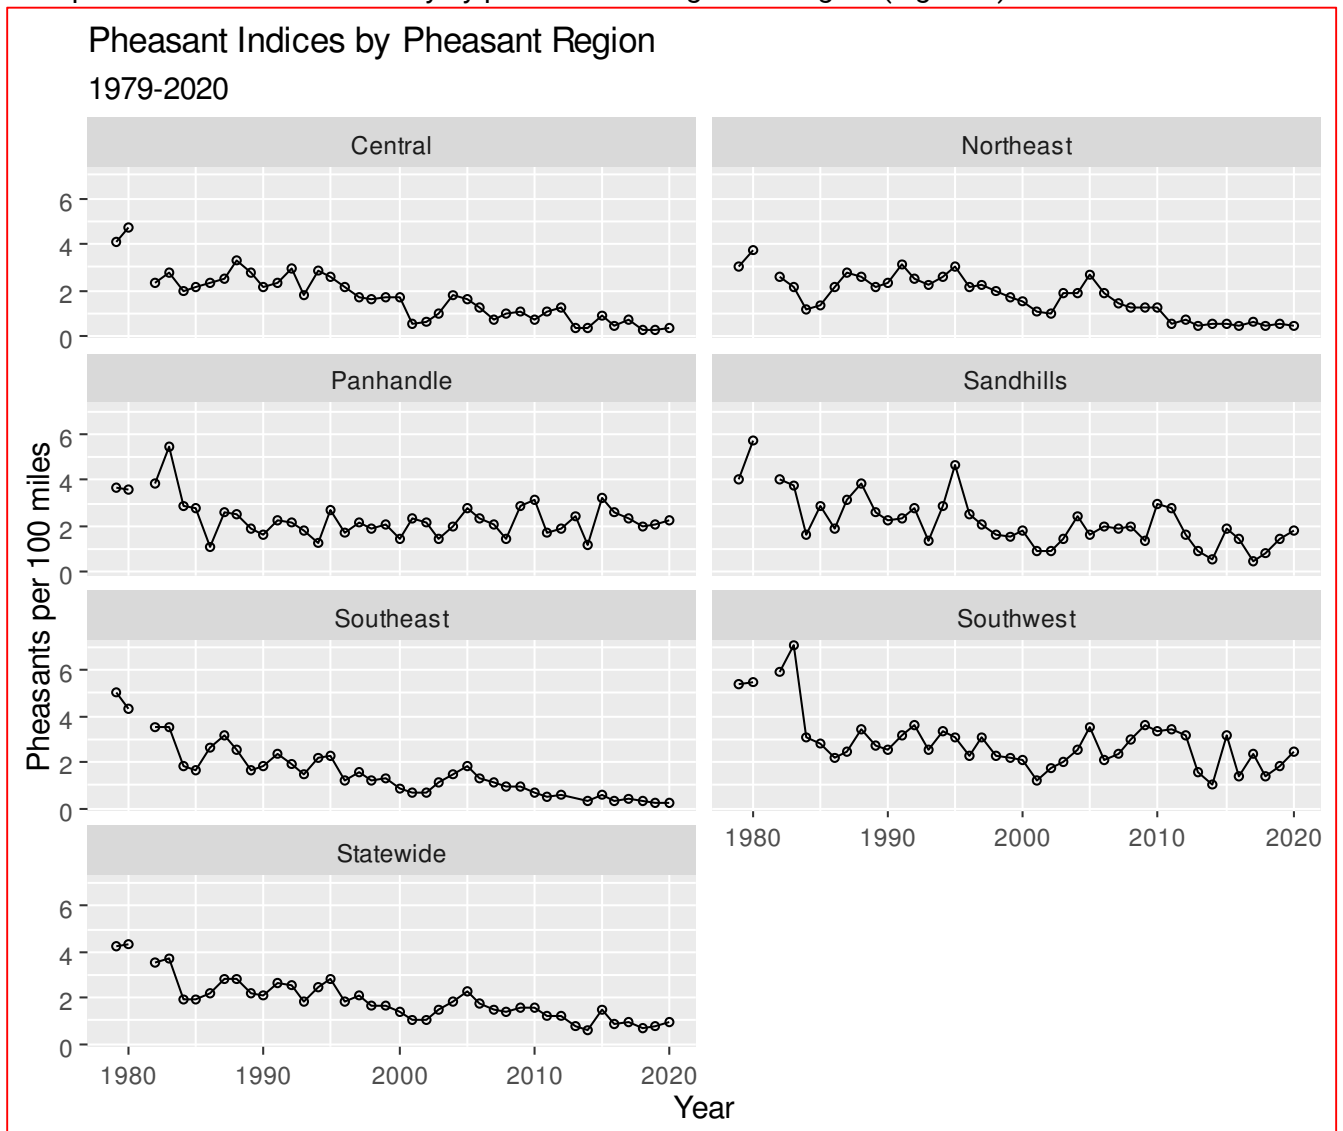 Pheasant Indices by Pheasant Region
1979-2020
Central
Northeast
6
4
2
0
Panhandle
Sandhills
6
4
2
0
Pheasants per 100 miles
Southeast
Southwest
6
4
2
0
1980 1990 2000 2010 2020
Statewide
6
4
2
0
1980 1990 2000 2010 2020
Year